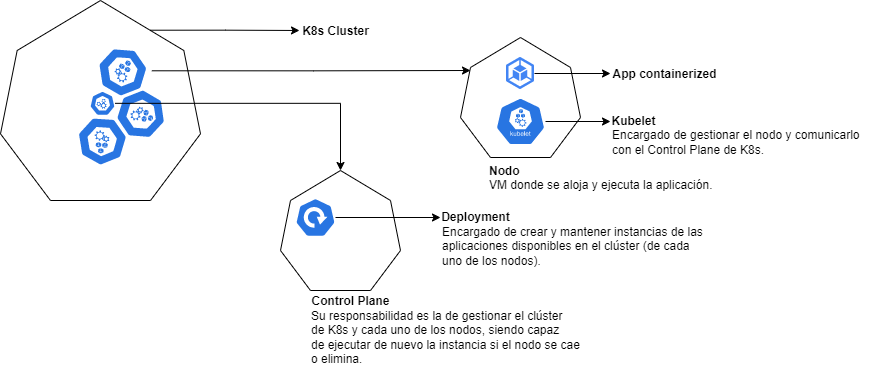 K8s Cluster
App containerized
Kubelet
Encargado de gestionar el nodo y comunicarlo
con el Control Plane de K8s.
kubelet
Nodo
VM donde se aloja y ejecuta la aplicación.
Deployment
Encargado de crear y mantener instancias de las
aplicaciones disponibles en el clúster (de cada
uno de los nodos).
Control Plane
Su responsabilidad es la de gestionar el clúster
de K8s y cada uno de los nodos, siendo capaz
de ejecutar de nuevo la instancia si el nodo se cae
o elimina.